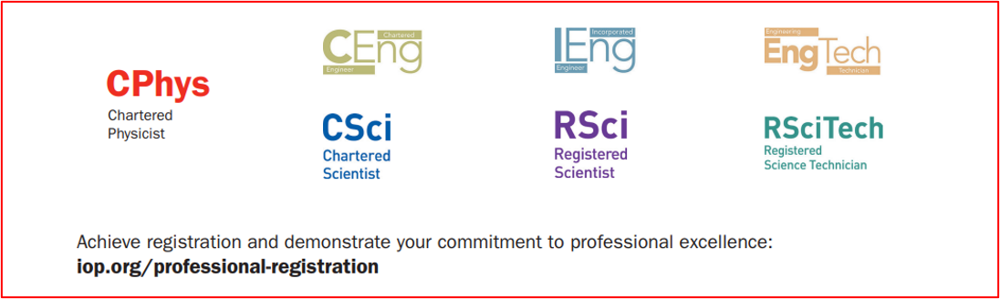 CPhys
Chartered
Physicist
CEng
Chartered
Engineer
IEng
Incorporated
Engineer
Engineering
EngTech
Technician
CSci
Chartered
Scientist
RSci
Registered
Scientist
RSciTech
Registered
Science Technician
Achieve registration and demonstrate your commitment to professional excellence:
iop.org/professional-registration